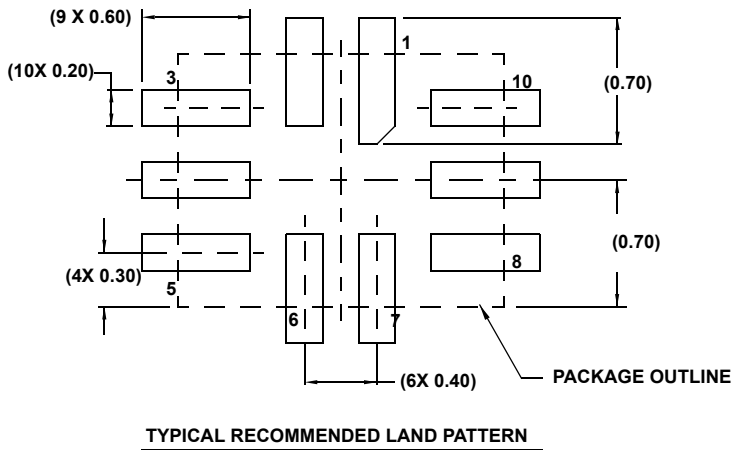 (9 X 0.60)
1
3
10
(10X 0.20)
(0.70)
(0.70)
(4X 0.30)
8
5
6
7
(6X 0.40)
PACKAGE OUTLINE
TYPICAL RECOMMENDED LAND PATTERN